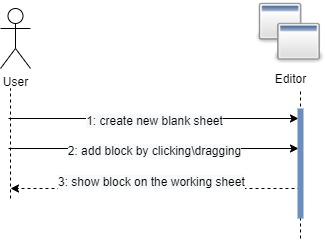 User
Editor
1: create new blank sheet
2: add block by clicking\dragging
3: show block on the working sheet